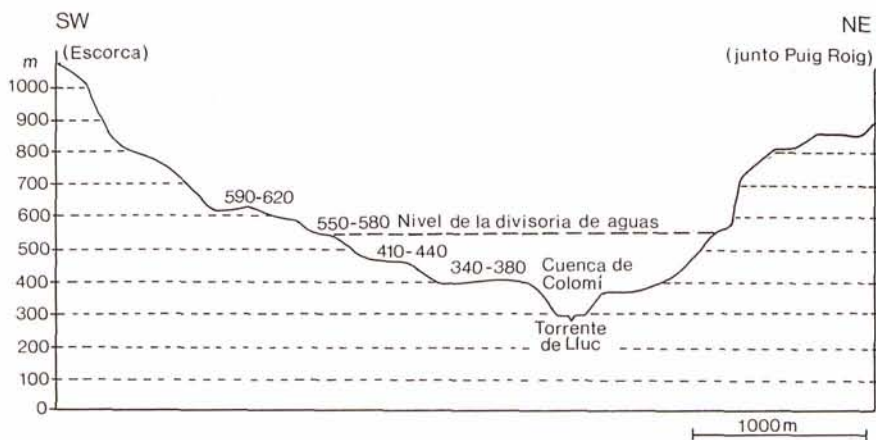 SW
NE
(Escorca)
(junto Puig Roig)
m
1000
900
800
700
600
500
400
300
200
100
0
590-620
550-580 Nivel de la divisoria de aguas
410-440
340-380
Cuenca de
Colomí
Torrente
de Lluc
1000 m